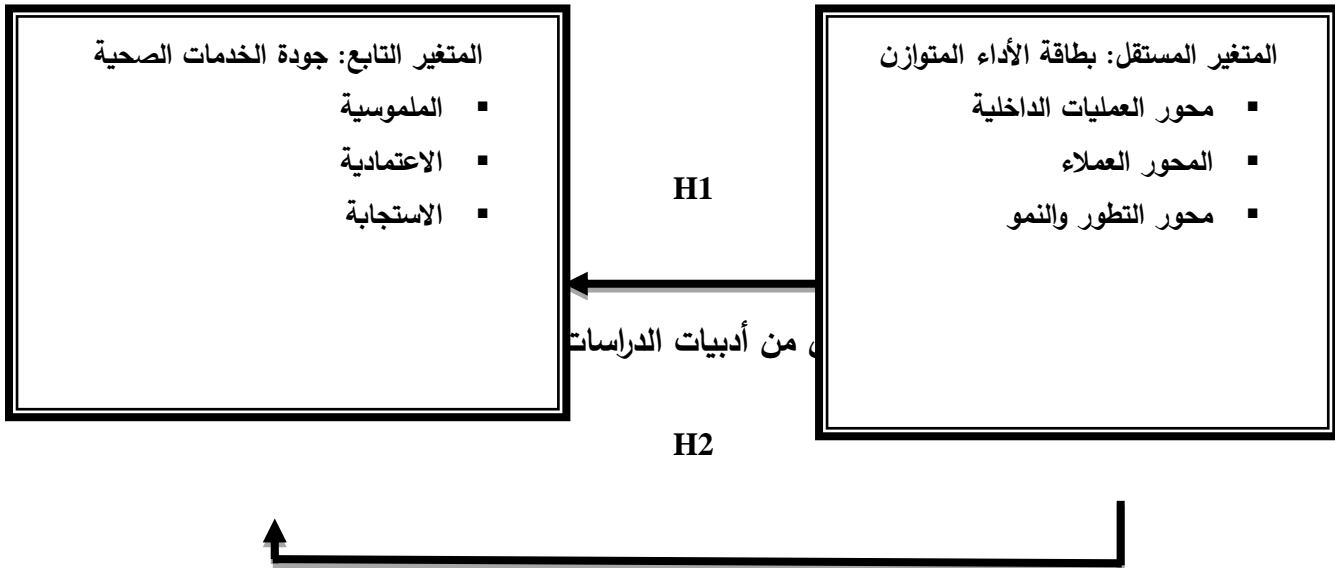 المتغير المستقل: بطاقة الأداء المتوازن
▪ محور العمليات الداخلية
▪ المحور العملاء
▪ محور التطور والنمو
H1
المتغير التابع: جودة الخدمات الصحية
▪ الملموسية
▪ الاعتمادية
▪ الاستجابة
من أدبيات الدراسات
H2